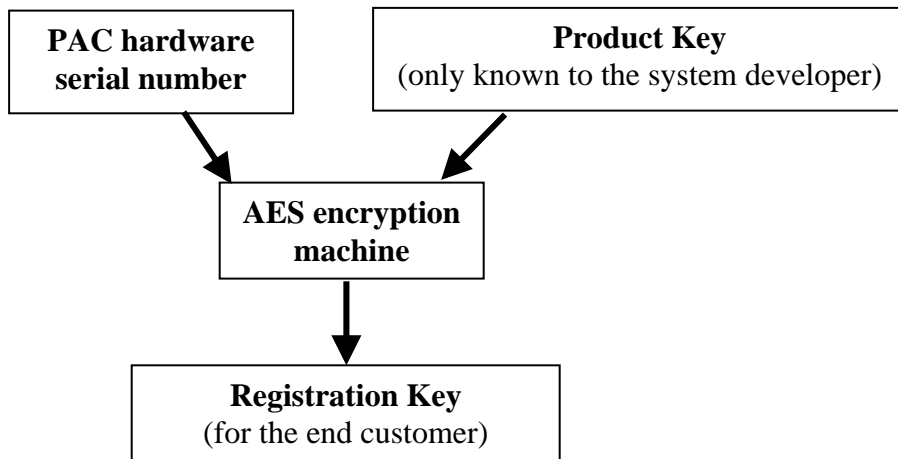 PAC hardware
serial number
Product Key
(only known to the system developer)
AES encryption
machine
Registration Key
(for the end customer)